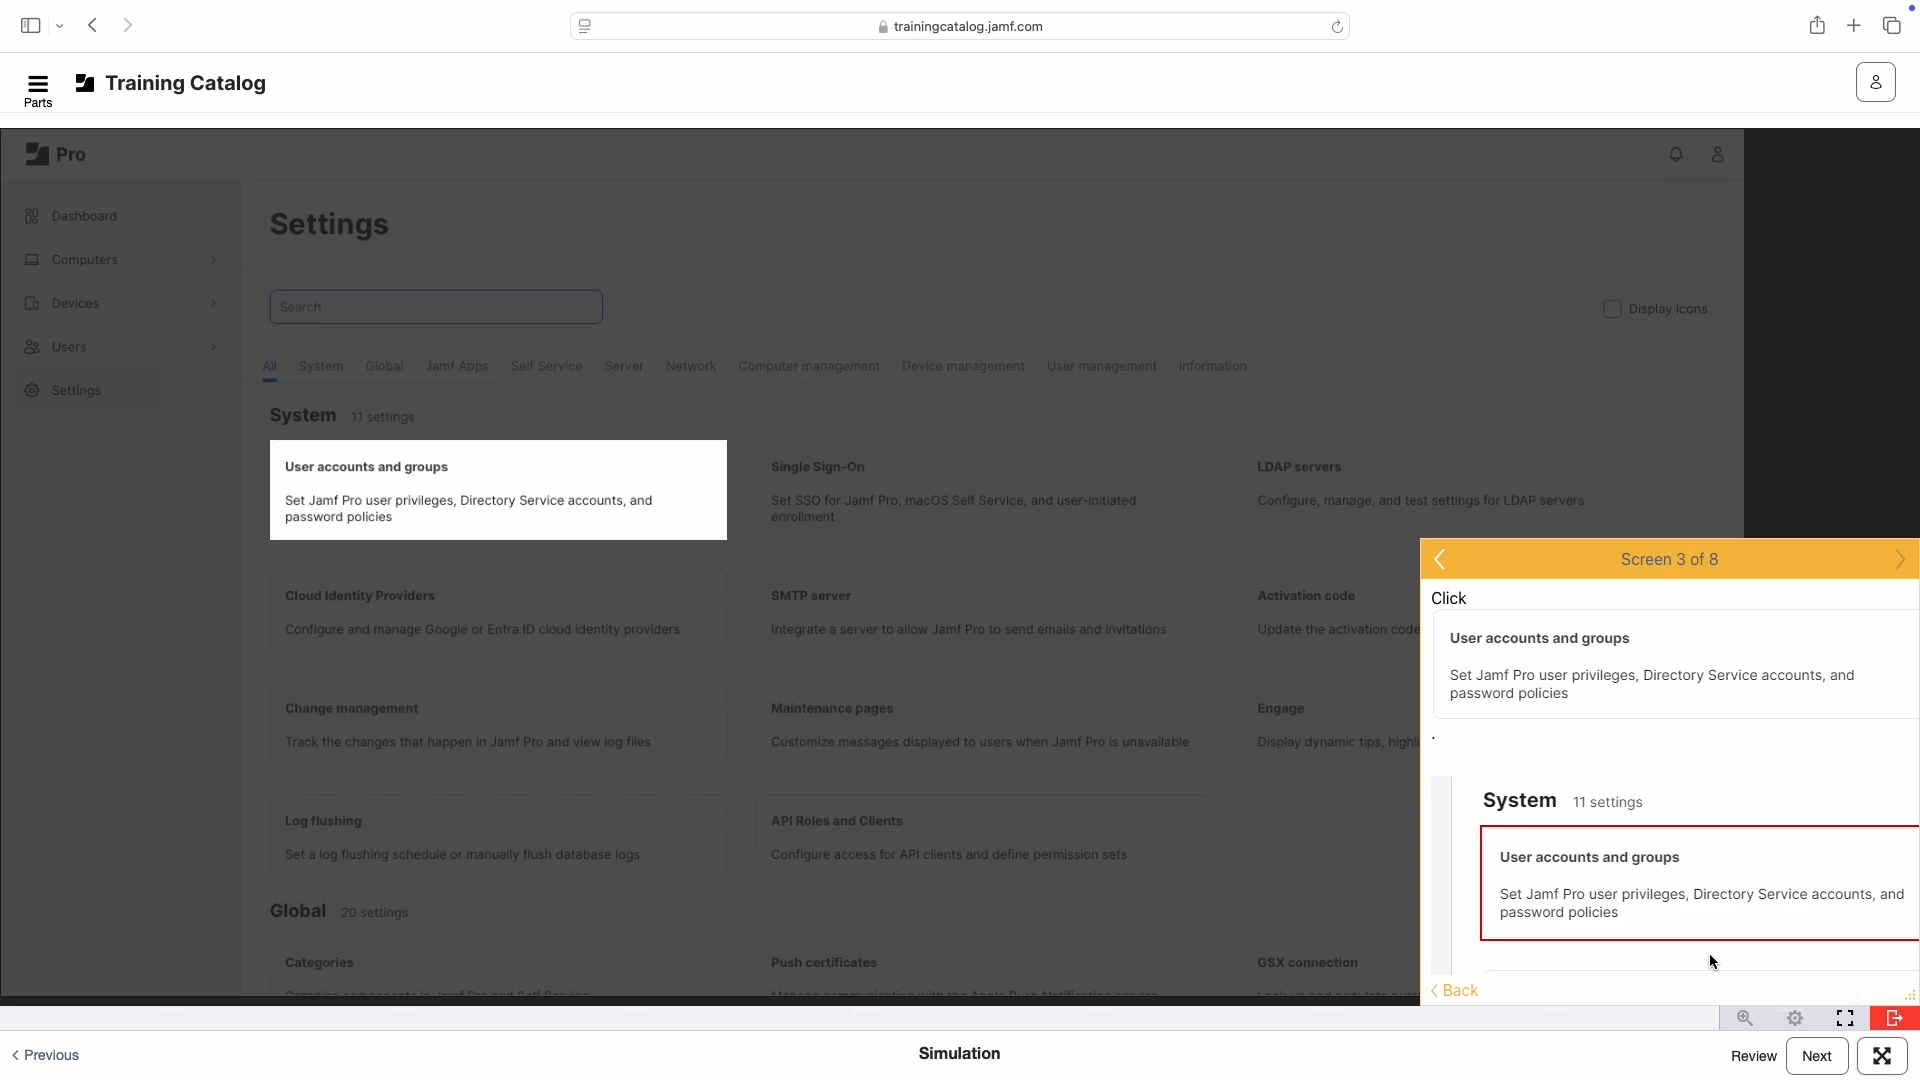 trainingcatalog.jamf.com
Parts
Training Catalog
Pro
Dashboard
Computers
Devices
Users
Settings
Settings
Search
Display icons
All System Global Jamf Apps Self Service Server Network Computer management Device management User management Information
System 11 settings
User accounts and groups
Set Jamf Pro user privileges, Directory Service accounts, and
password policies
Single Sign-On
Set SSO for Jamf Pro, macOS Self Service, and user-initiated
enrollment
LDAP servers
Configure, manage, and test settings for LDAP servers
Cloud Identity Providers
Configure and manage Google or Entra ID cloud identity providers
SMTP server
Integrate a server to allow Jamf Pro to send emails and invitations
Activation code
Update the activation code
Change management
Track the changes that happen in Jamf Pro and view log files
Maintenance pages
Customize messages displayed to users when Jamf Pro is unavailable
Engage
Display dynamic tips,
Log flushing
Set a log flushing schedule or manually flush database logs
API Roles and Clients
Configure access for API clients and define permission sets
Global 20 settings
Categories
Push certificates
GSX connection
Screen 3 of 8
Click
User accounts and groups
Set Jamf Pro user privileges, Directory Service accounts, and
password policies
.
System 11 settings
User accounts and groups
Set Jamf Pro user privileges, Directory Service accounts, and
password policies
Back
Previous
Simulation
Review
Next